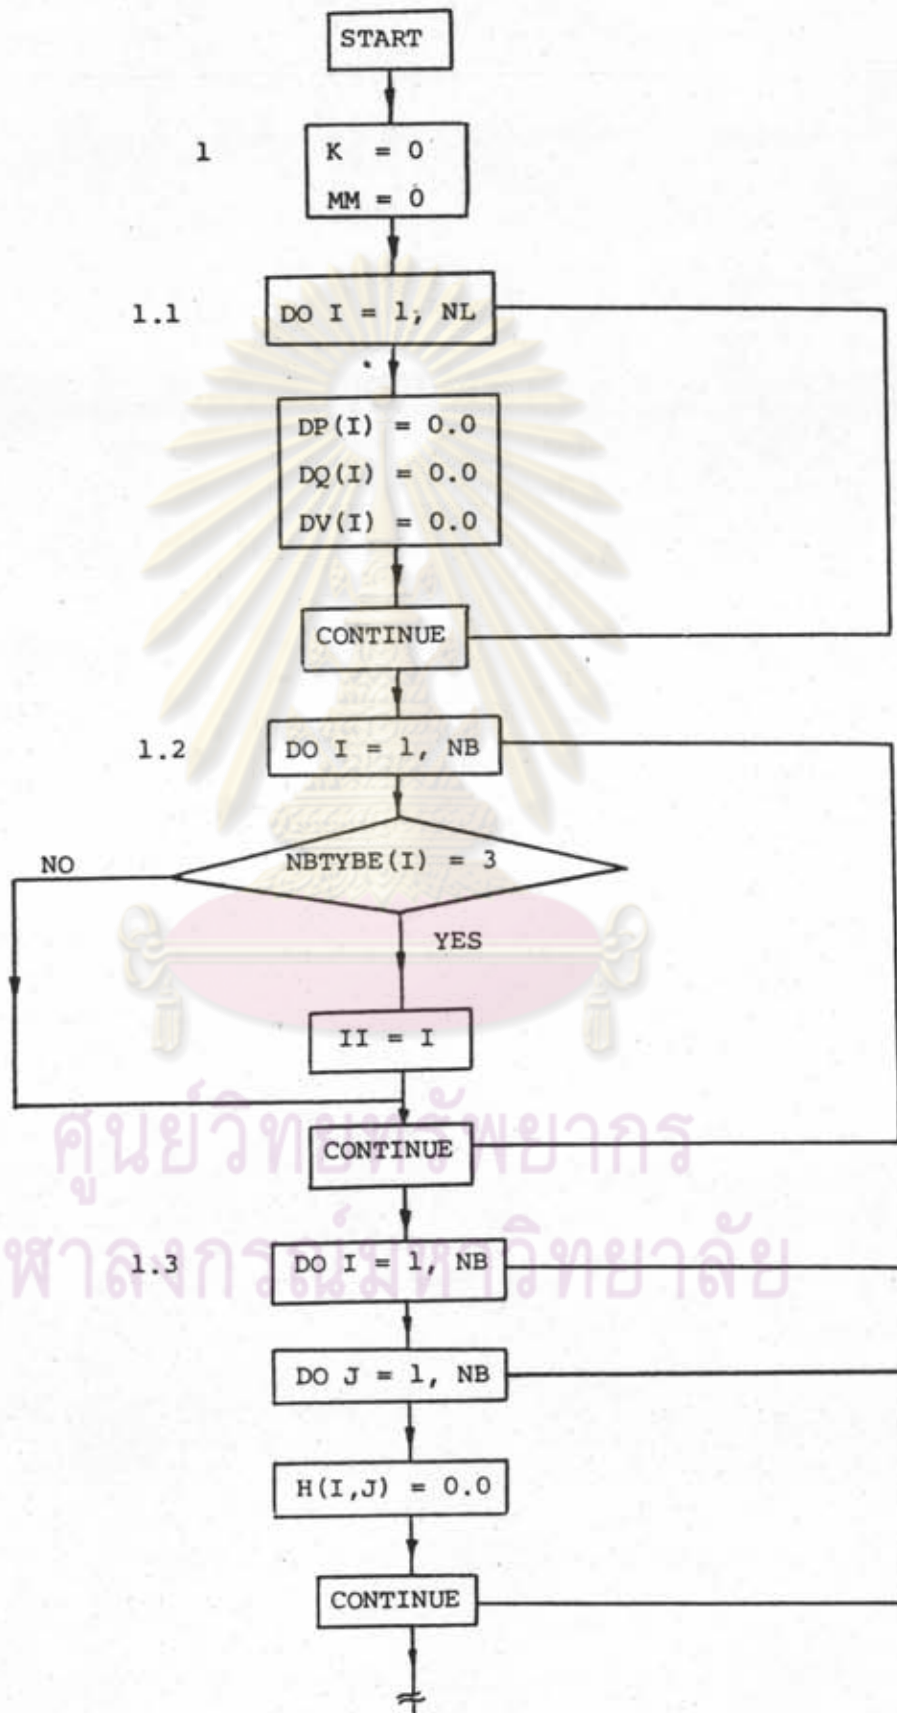 START
1
K = 0
MM = 0
1.1
DO I = 1, NL
DP(I) = 0.0
DQ(I) = 0.0
DV(I) = 0.0
CONTINUE
1.2
DO I = 1, NB
NBTYBE(I) = 3
NO
YES
II = I
CONTINUE
ศูนย์วิทยทรัพยากร
ฬาลงกรณ์มหาวิทยาลัย
1.3
DO I = 1, NB
DO J = 1, NB
H(I,J) = 0.0
CONTINUE